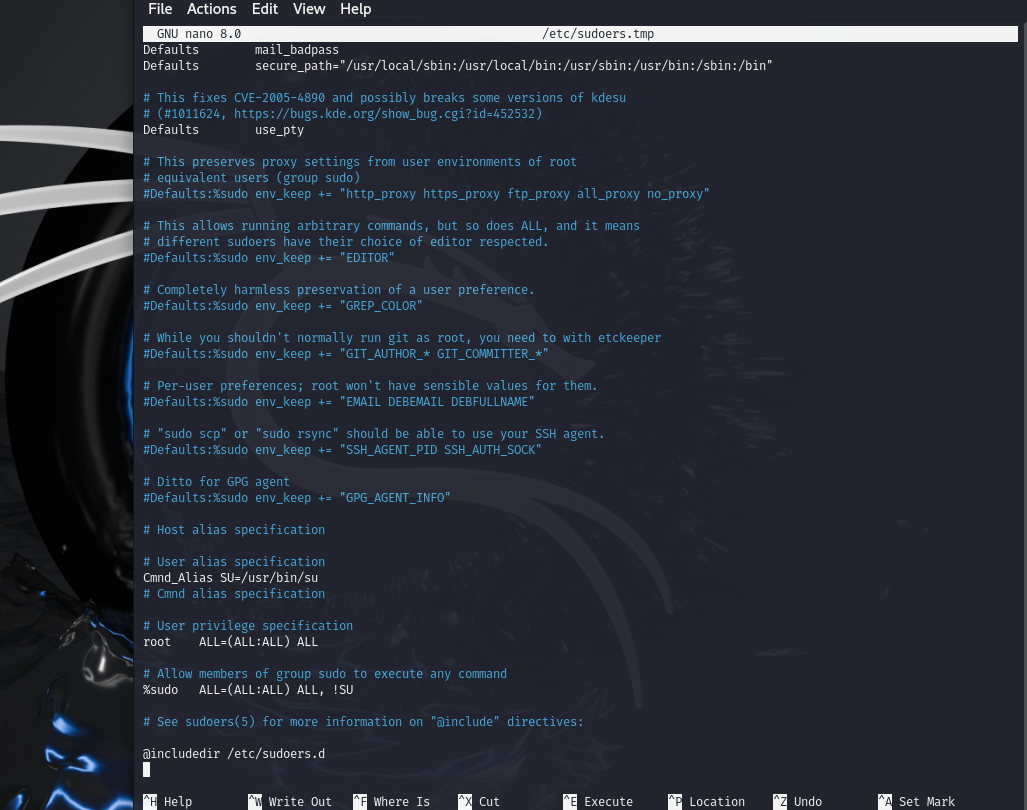 File Actions Edit View Help
GNU nano 8.0 /etc/sudoers.tmp
Defaults mail_badpass
Defaults secure_path="/usr/local/sbin:/usr/local/bin:/usr/sbin:/usr/bin:/sbin:/bin"
# This fixes CVE-2005-4890 and possibly breaks some versions of kdesu
# (#1011624, https://bugs.kde.org/show_bug.cgi?id=452532)
Defaults use_pty
# This preserves proxy settings from user environments of root
# equivalent users (group sudo)
#Defaults:%sudo env_keep += "http_proxy https_proxy ftp_proxy all_proxy no_proxy"
# This allows running arbitrary commands, but so does ALL, and it means
# different sudoers have their choice of editor respected.
#Defaults:%sudo env_keep += "EDITOR"
# Completely harmless preservation of a user preference.
#Defaults:%sudo env_keep += "GREP_COLOR"
# While you shouldn't normally run git as root, you need to with etckeeper
#Defaults:%sudo env_keep += "GIT_AUTHOR_* GIT_COMMITTER_*"
# Per-user preferences; root won't have sensible values for them.
#Defaults:%sudo env_keep += "EMAIL DEBEMAIL DEBFULLNAME"
# "sudo scp" or "sudo rsync" should be able to use your SSH agent.
#Defaults:%sudo env_keep += "SSH_AGENT_PID SSH_AUTH_SOCK"
# Ditto for GPG agent
#Defaults:%sudo env_keep += "GPG_AGENT_INFO"
# Host alias specification
# User alias specification
Cmnd_Alias SU=/usr/bin/su
# Cmnd alias specification
# User privilege specification
root ALL=(ALL:ALL) ALL
# Allow members of group sudo to execute any command
%sudo ALL=(ALL:ALL) ALL, !SU
# See sudoers(5) for more information on "@include" directives:
@includedir /etc/sudoers.d
^H Help ^W Write Out ^F Where Is ^X Cut ^E Execute ^P Location ^Z Undo ^A Set Mark